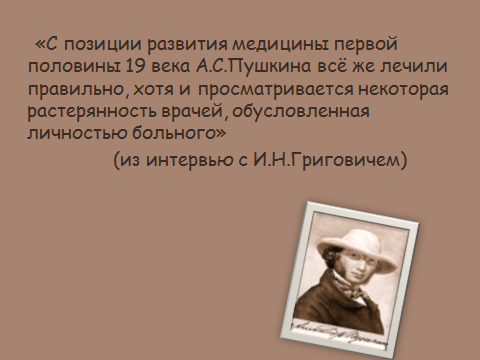 «С позиции развития медицины первой
половины 19 века А.С.Пушкина всё же лечили
правильно, хотя и просматривается некоторая
растерянность врачей, обусловленная
личностью больного»
(из интервью с И.Н.Григовичем)